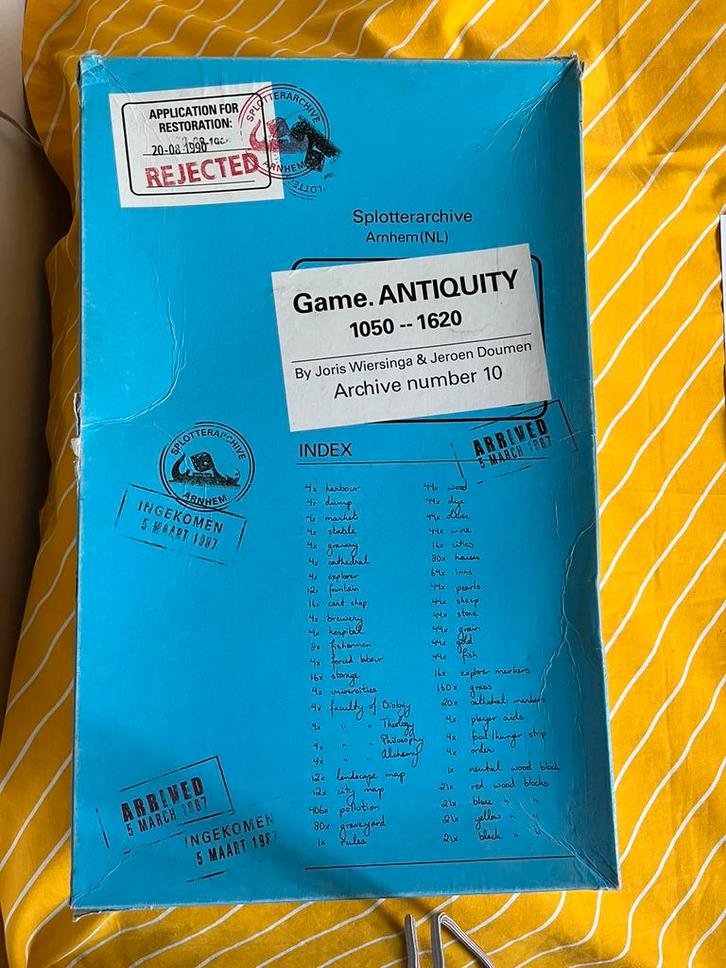 APPLICATION FOR
RESTORATION:
20-08-1990
REJECTED
SPLOTTERARCHIVE
ARNHEM
Splotterarchive
Arnhem(NL)
Game. ANTIQUITY
1050 -- 1620
By Joris Wiersinga & Jeroen Doumen
Archive number 10
ARRIVED
5 MARCH 1987
SPLOTTERARCHIVE
ARNHEM
INGEKOMEN
5 MAART 1987
INDEX
4x harbour
4x dump
4x market
4x stable
4x granary
4x cathedral
4x explorer
12x fountain
16x cart shop
4x brewery
4x hospital
8x fishermen
4x forced labour
16x storage
4x universities
4x faculty of Biology
4x " " Theology
4x " " Philosophy
4x " " Alchemy
12x landscape map
12x city map
406x pollution
80x graveyard
1x rules
44x wood
44x dye
44x olives
44x wine
16x cities
80x houses
64x inns
44x pearls
44x sheep
44x stone
44x grain
44x gold
44x fish
16x explore markers
160x grass
20x cathedral markers
4x player aids
4x food/hunger strip
4x order
1x neutral wood block
21x red wood blocks
21x blue " "
21x yellow " "
21x black " "
ARRIVED
5 MARCH 1987
INGEKOMEN
5 MAART 1987